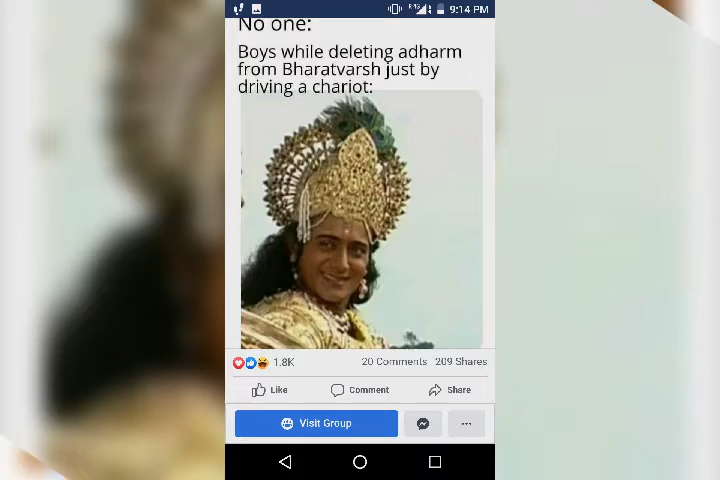 9:14 PM
No one:
Boys while deleting adharm
from Bharatvarsh just by
driving a chariot:
1.8K 20 Comments 209 Shares
Like Comment Share
Visit Group